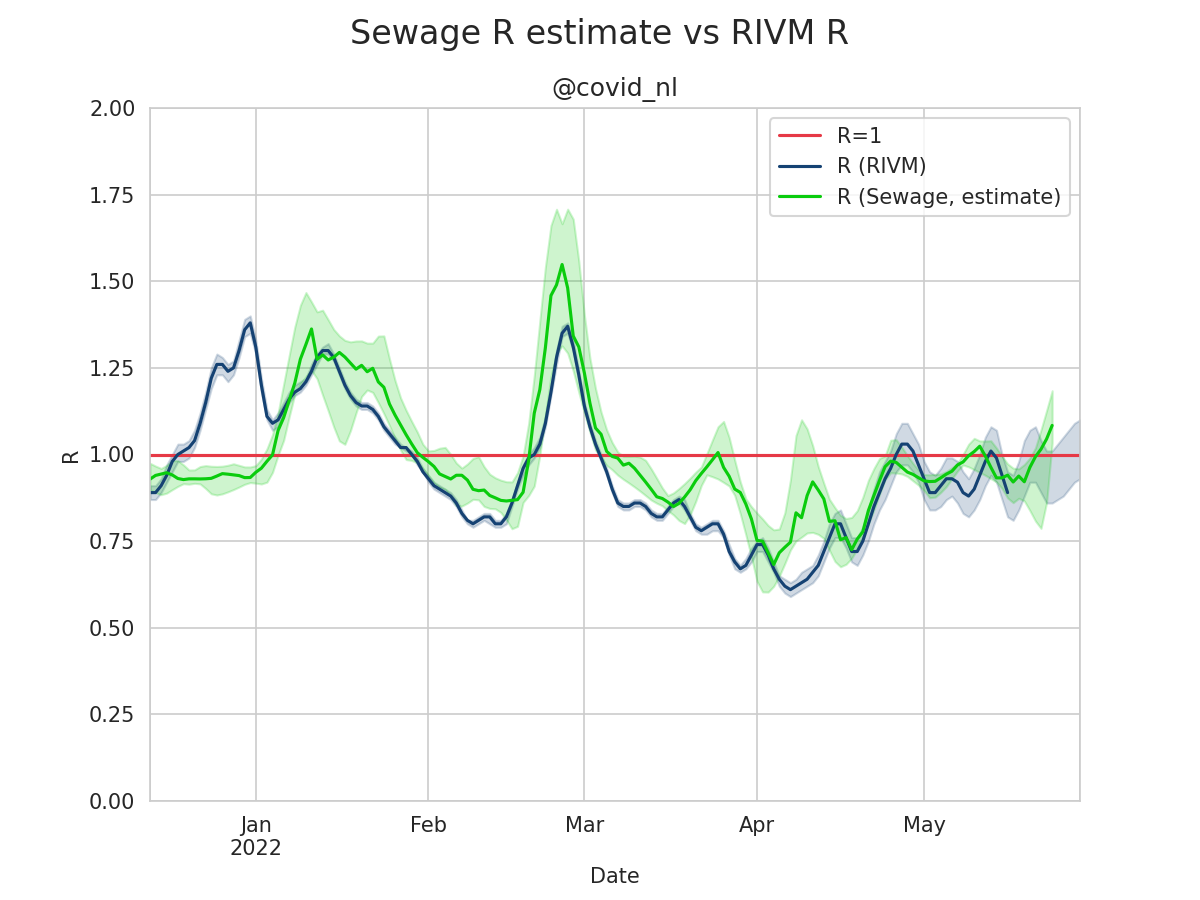 Sewage R estimate vs RIVM R
@covid_nl
2.00
1.75
1.50
1.25
1.00
0.75
0.50
0.25
0.00
R
R=1
R (RIVM)
R (Sewage, estimate)
Jan
2022
Feb
Mar
Apr
May
Date